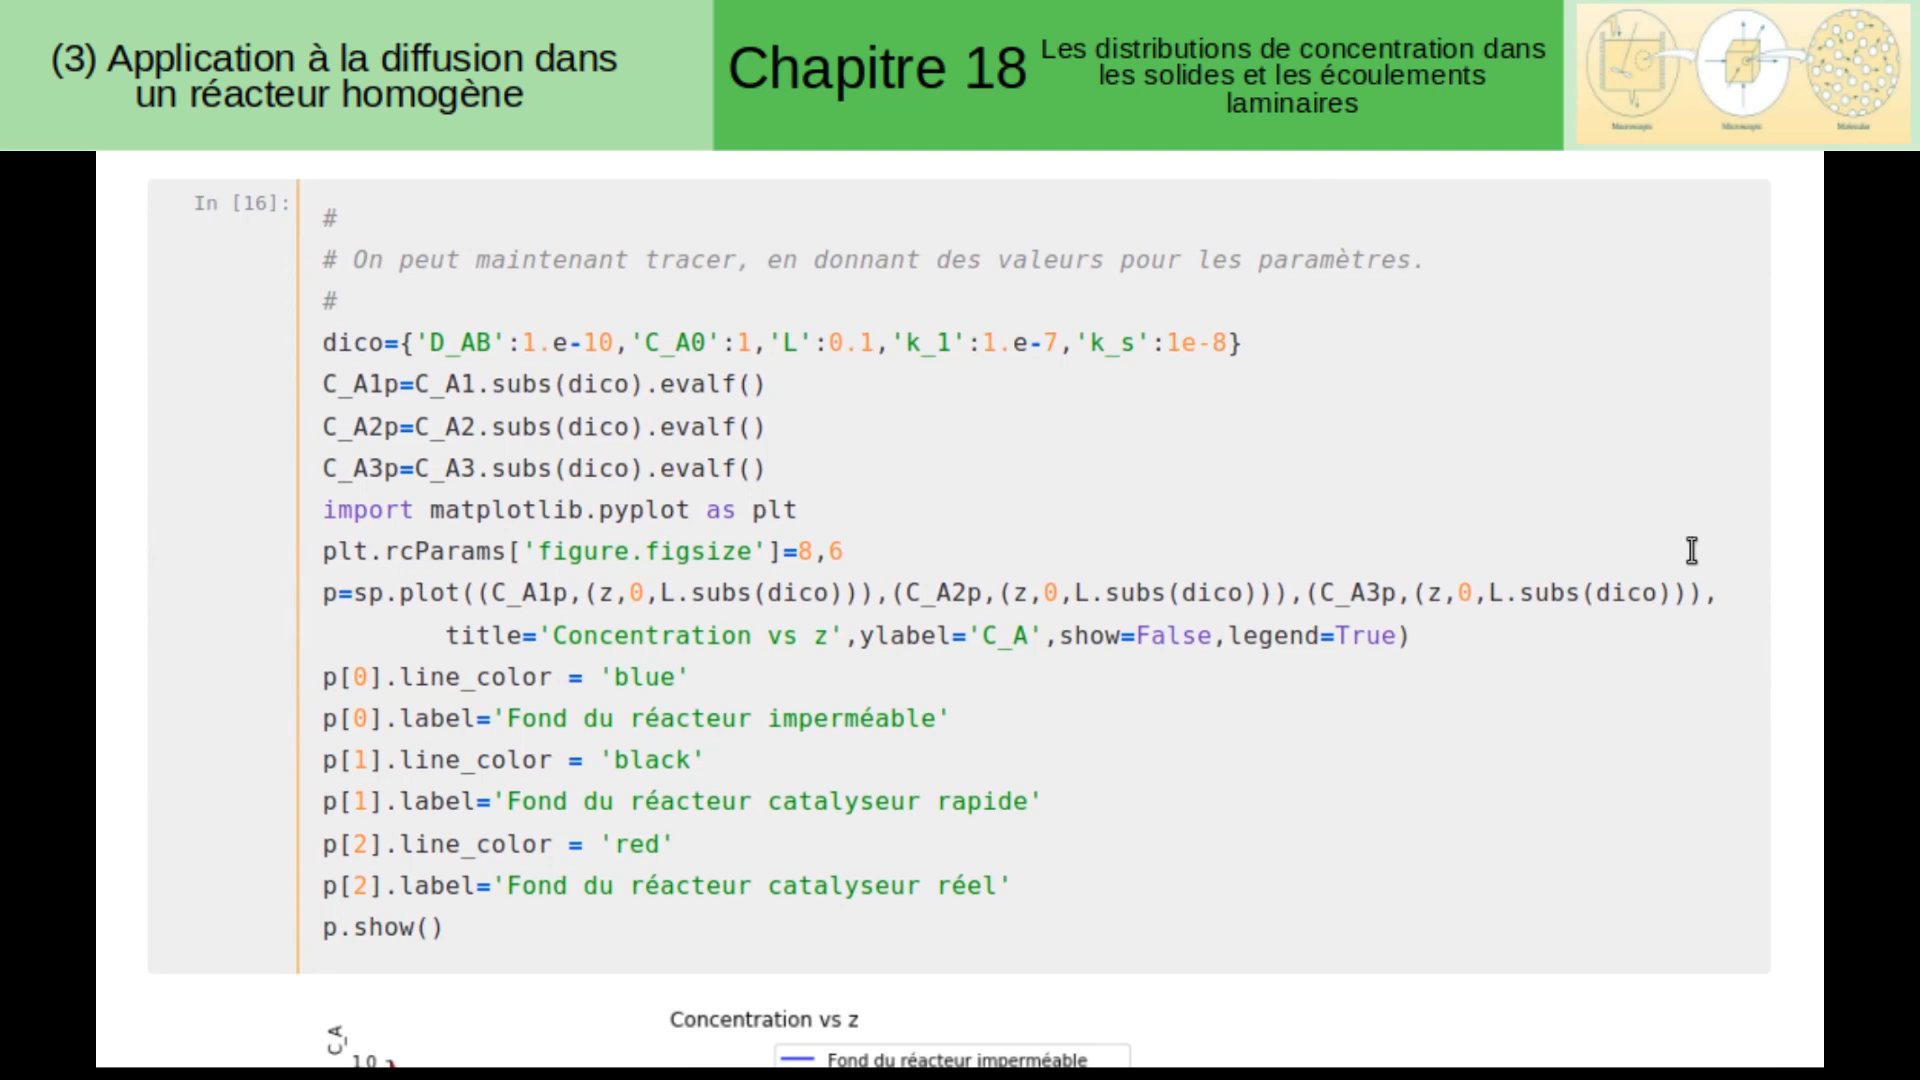 (3) Application à la diffusion dans
un réacteur homogène
Chapitre 18
Les distributions de concentration dans
les solides et les écoulements
laminaires
Macroscopic
Microscopic
Molecular
In [16]:
#
# On peut maintenant tracer, en donnant des valeurs pour les paramètres.
#
dico={'D_AB':1.e-10,'C_A0':1,'L':0.1,'k_1':1.e-7,'k_s':1e-8}
C_A1p=C_A1.subs(dico).evalf()
C_A2p=C_A2.subs(dico).evalf()
C_A3p=C_A3.subs(dico).evalf()
import matplotlib.pyplot as plt
plt.rcParams['figure.figsize']=8,6
p=sp.plot((C_A1p,(z,0,L.subs(dico))),(C_A2p,(z,0,L.subs(dico))),(C_A3p,(z,0,L.subs(dico))),
title='Concentration vs z',ylabel='C_A',show=False,legend=True)
p[0].line_color = 'blue'
p[0].label='Fond du réacteur imperméable'
p[1].line_color = 'black'
p[1].label='Fond du réacteur catalyseur rapide'
p[2].line_color = 'red'
p[2].label='Fond du réacteur catalyseur réel'
p.show()
Concentration vs z
C_A
1.0
Fond du réacteur imperméable